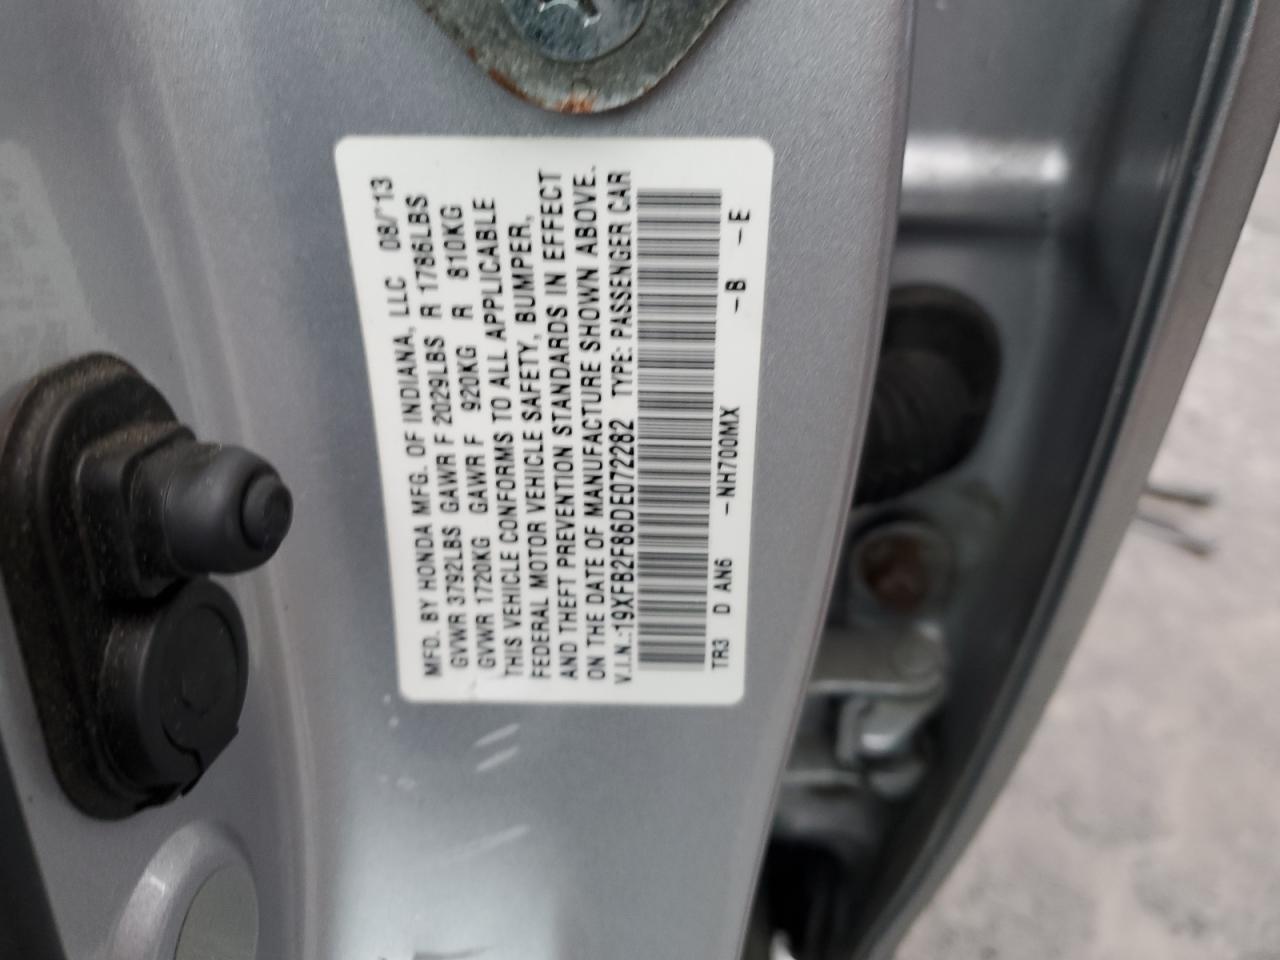 MFD. BY HONDA MFG. OF INDIANA, LLC 08/13
GVWR 3792LBS GAWR F 2029LBS R 1786LBS
GVWR 1720KG GAWR F 920KG R 810KG
THIS VEHICLE CONFORMS TO ALL APPLICABLE
FEDERAL MOTOR VEHICLE SAFETY, BUMPER,
AND THEFT PREVENTION STANDARDS IN EFFECT
ON THE DATE OF MANUFACTURE SHOWN ABOVE.
V.I.N.:19XFB2F86DE072282 TYPE: PASSENGER CAR
TR3 D AN6 -NH700MX -B -E